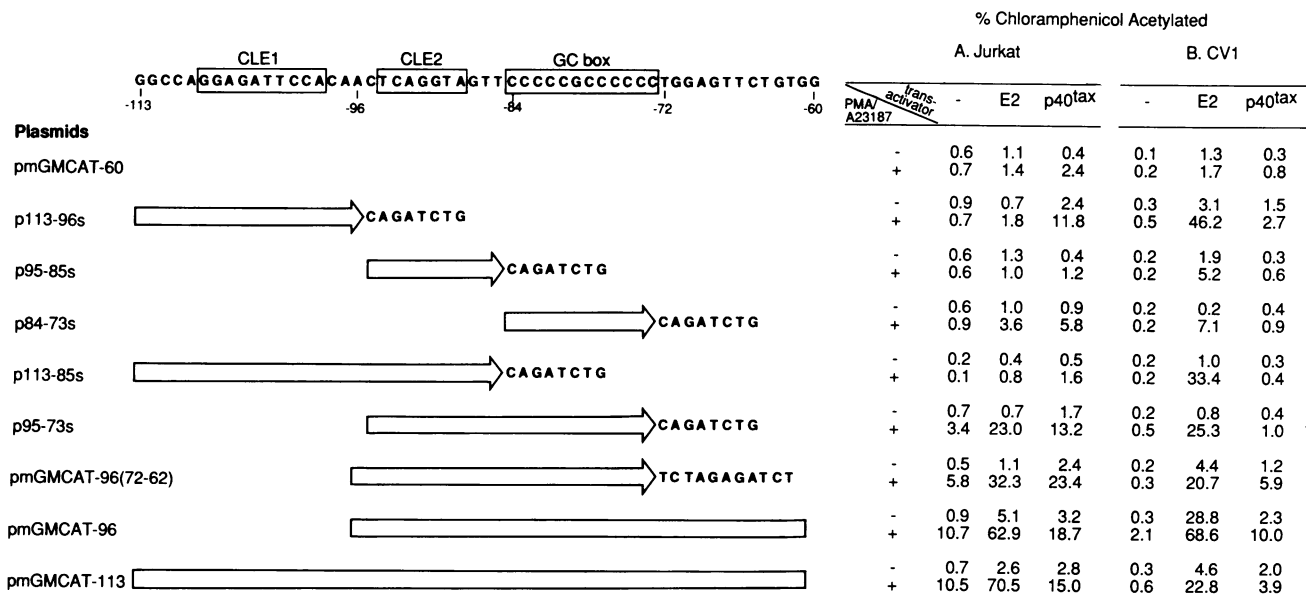 % Chloramphenicol Acetylated
CLE1 CLE2 GC box A. Jurkat B. CV1
GGCCAGGAGATTCCACAACTCAGGTAGTTCCCCCGCCCCCCTGGAGTTCTGTGG
-113 -96 -84 -72 -60
PMA/ A23187 trans- activator - E2 p40tax - E2 p40tax
Plasmids
pmGMCAT-60
- 0.6 1.1 0.4 0.1 1.3 0.3
+ 0.7 1.4 2.4 0.2 1.7 0.8
p113-96s CAGATCTG
- 0.9 0.7 2.4 0.3 3.1 1.5
+ 0.7 1.8 11.8 0.5 46.2 2.7
p95-85s CAGATCTG
- 0.6 1.3 0.4 0.2 1.9 0.3
+ 0.6 1.0 1.2 0.2 5.2 0.6
p84-73s CAGATCTG
- 0.6 1.0 0.9 0.2 0.2 0.4
+ 0.9 3.6 5.8 0.2 7.1 0.9
p113-85s CAGATCTG
- 0.2 0.4 0.5 0.2 1.0 0.3
+ 0.1 0.8 1.6 0.2 33.4 0.4
p95-73s CAGATCTG
- 0.7 0.7 1.7 0.2 0.8 0.4
+ 3.4 23.0 13.2 0.5 25.3 1.0
pmGMCAT-96(72-62) TCTAGAGATCT
- 0.5 1.1 2.4 0.2 4.4 1.2
+ 5.8 32.3 23.4 0.3 20.7 5.9
pmGMCAT-96
- 0.9 5.1 3.2 0.3 28.8 2.3
+ 10.7 62.9 18.7 2.1 68.6 10.0
pmGMCAT-113
- 0.7 2.6 2.8 0.3 4.6 2.0
+ 10.5 70.5 15.0 0.6 22.8 3.9